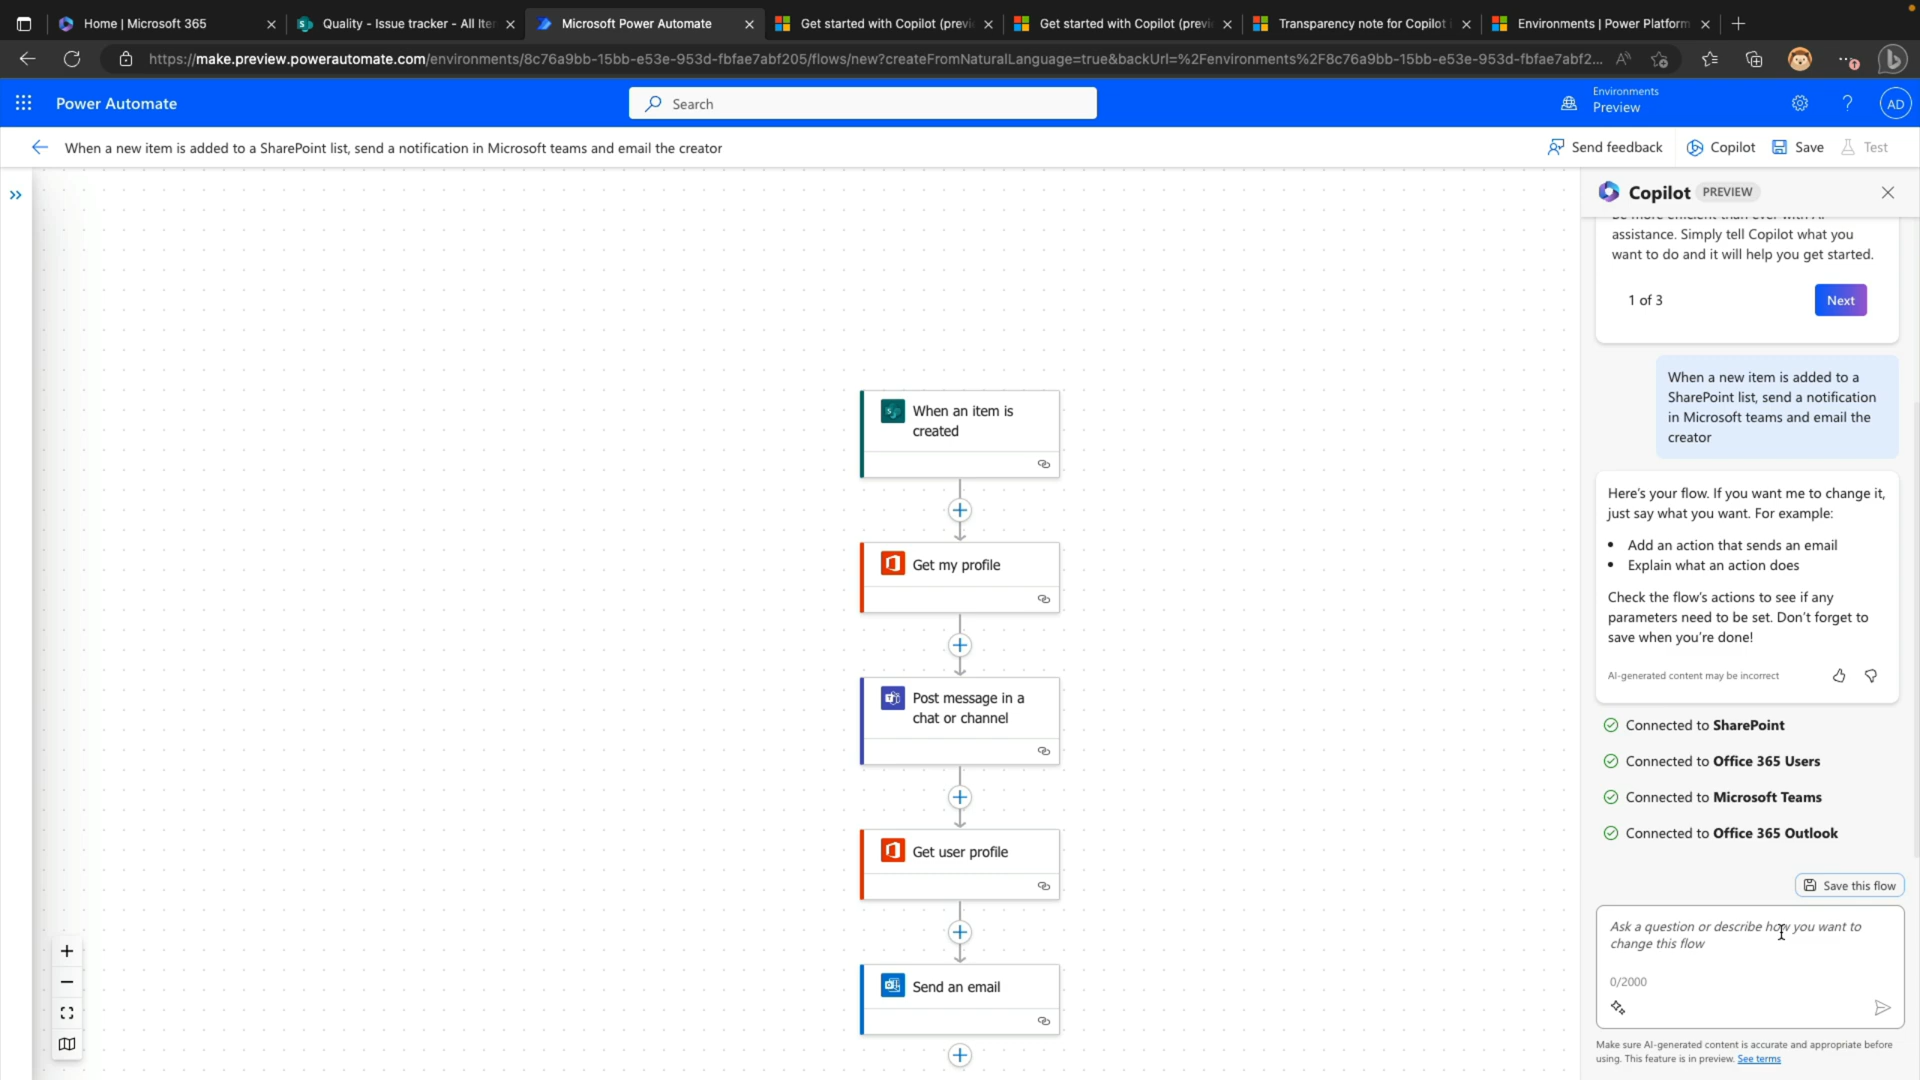 Home | Microsoft 365
Quality - Issue tracker - All Ite
Microsoft Power Automate
Get started with Copilot (previ
Get started with Copilot (previ
Transparency note for Copilot
Environments | Power Platform
https://make.preview.powerautomate.com/environments/8c76a9bb-15bb-e53e-953d-fbfae7abf205/flows/new?createFromNaturalLanguage=true&backUrl=%2Fenvironments%2F8c76a9bb-15bb-e53e-953d-fbfae7abf2...
Power Automate
Search
Environments
Preview
AD
When a new item is added to a SharePoint list, send a notification in Microsoft teams and email the creator
Send feedback
Copilot
Save
Test
When an item is
created
Get my profile
Post message in a
chat or channel
Get user profile
Send an email
Copilot PREVIEW
Be more efficient than ever with AI
assistance. Simply tell Copilot what you
want to do and it will help you get started.
1 of 3
Next
When a new item is added to a
SharePoint list, send a notification
in Microsoft teams and email the
creator
Here's your flow. If you want me to change it,
just say what you want. For example:
• Add an action that sends an email
• Explain what an action does
Check the flow's actions to see if any
parameters need to be set. Don't forget to
save when you're done!
AI-generated content may be incorrect
Connected to SharePoint
Connected to Office 365 Users
Connected to Microsoft Teams
Connected to Office 365 Outlook
Save this flow
Ask a question or describe how you want to
change this flow
0/2000
Make sure AI-generated content is accurate and appropriate before
using. This feature is in preview. See terms